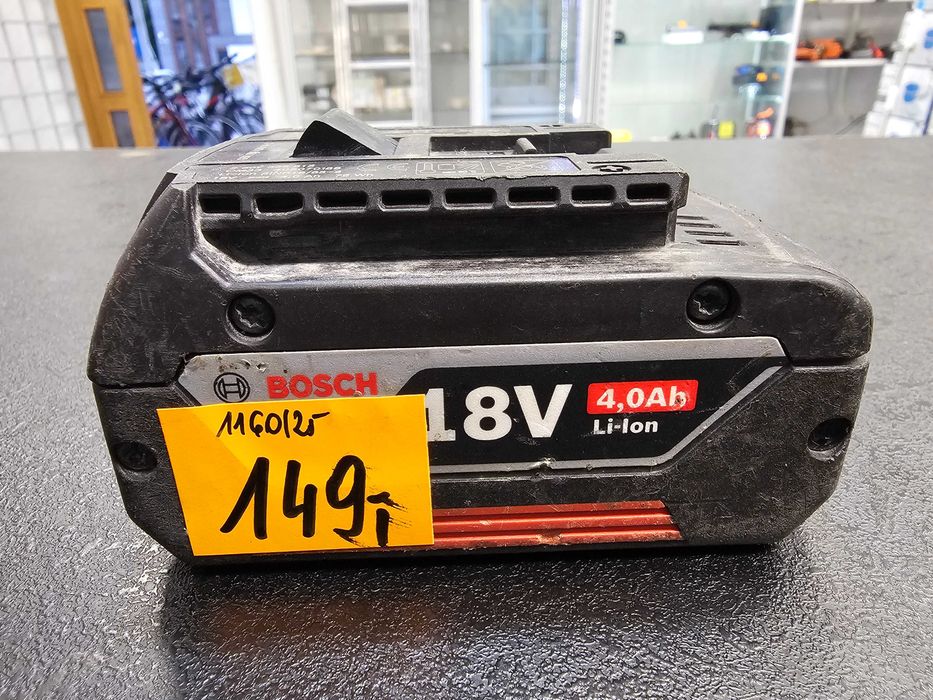 BOSCH
18V
4,0Ah
Li-Ion
1160/25
149,-